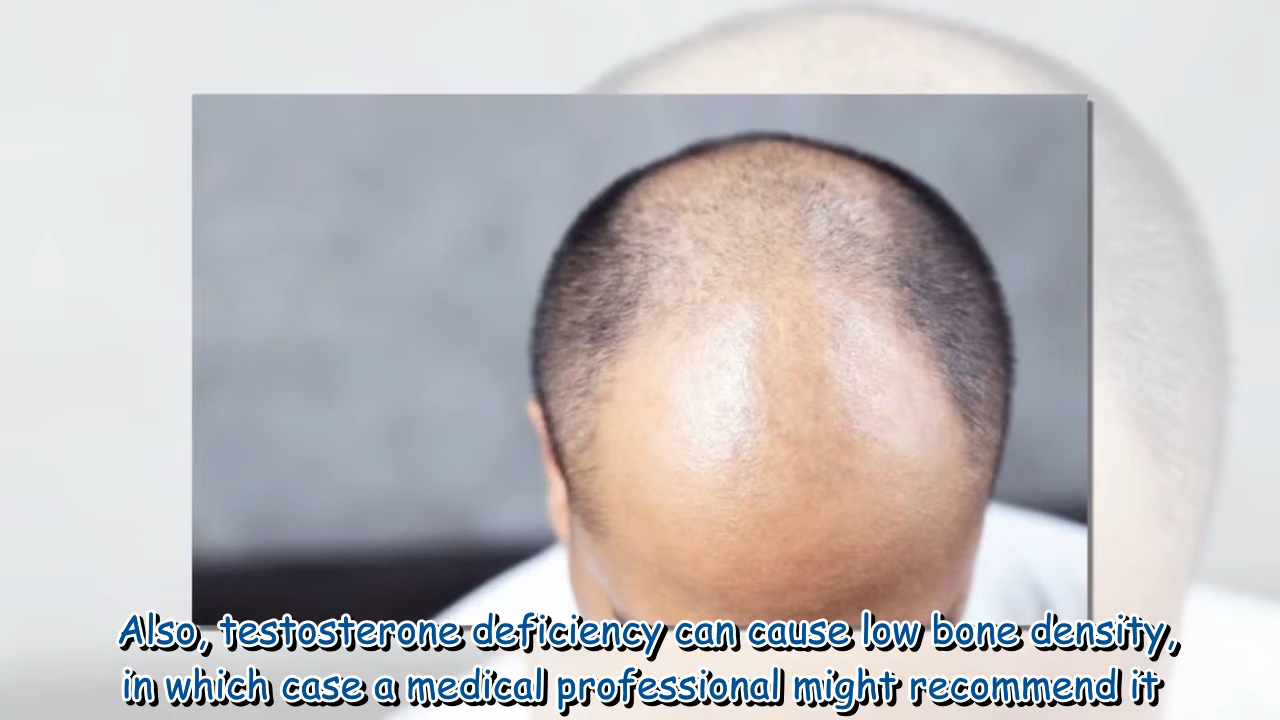 Also, testosterone deficiency can cause low bone density,
in which case a medical professional might recommend it